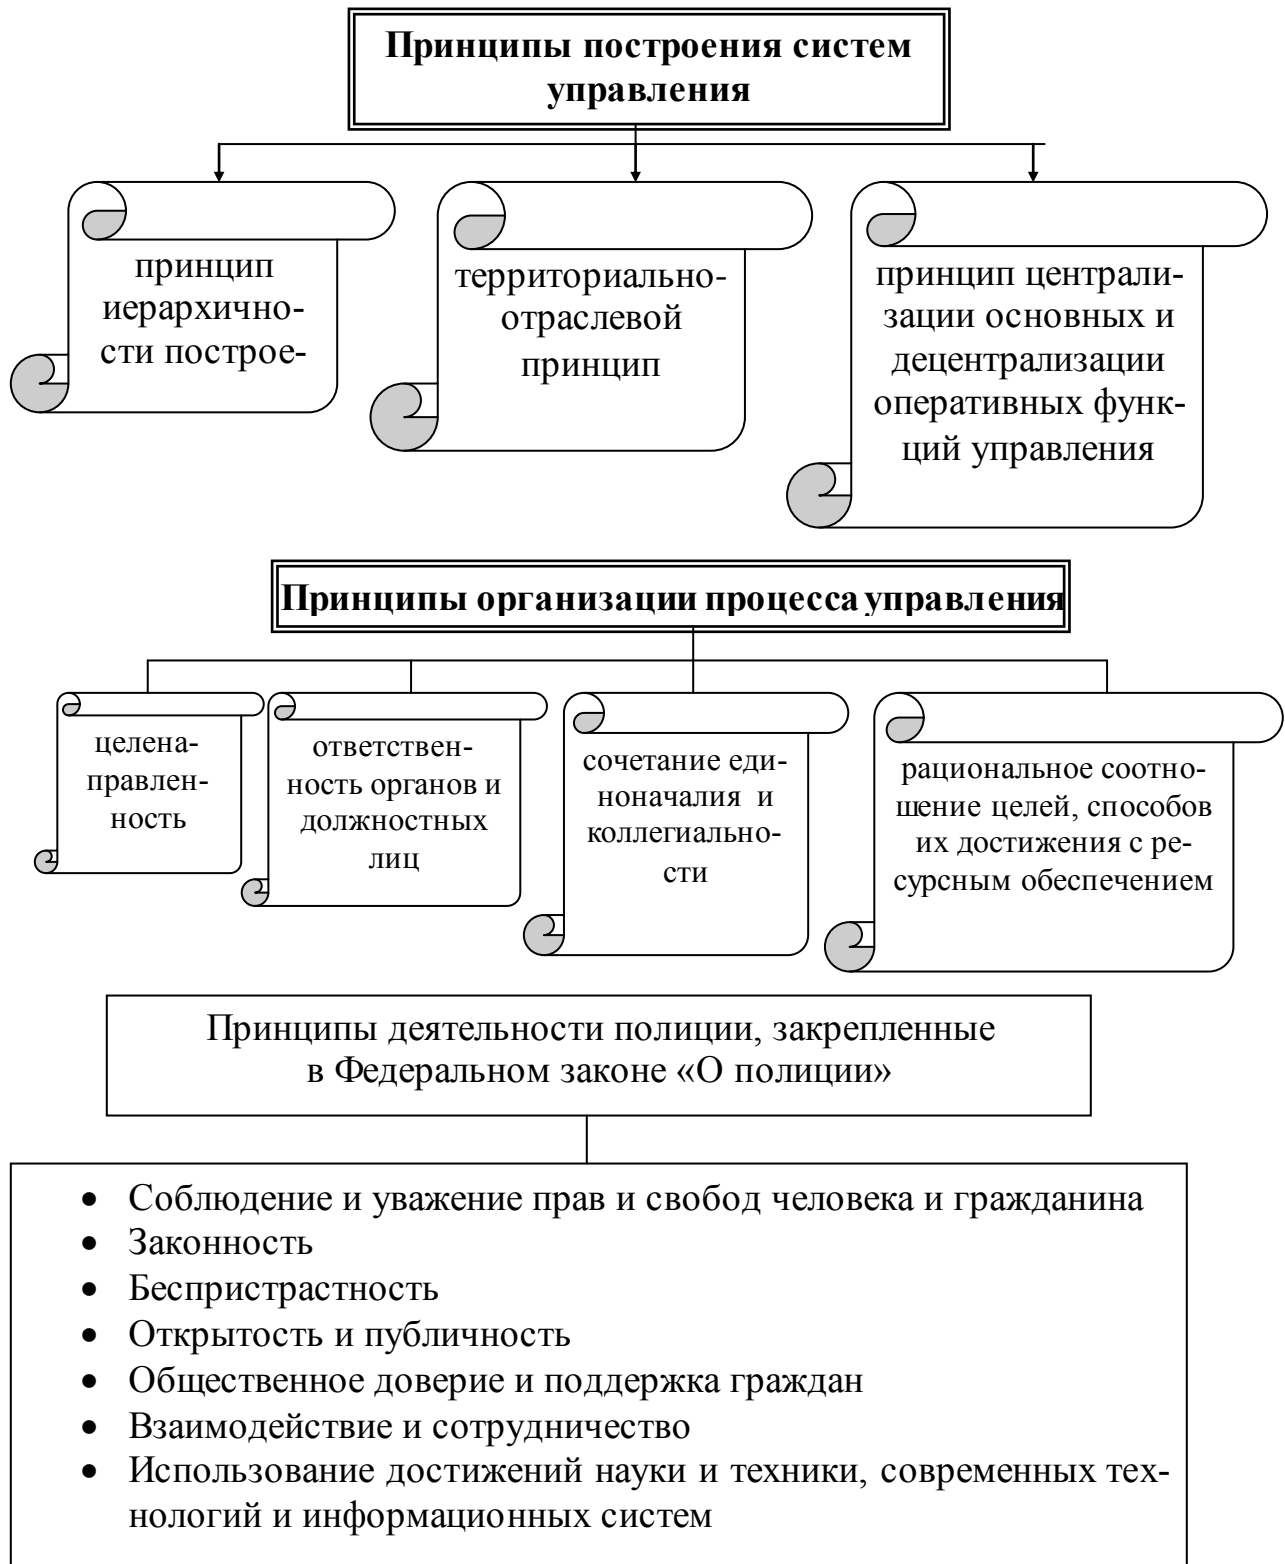 Принципы построения систем
управления
принцип
иерархично-
сти построе-
территориально-
отраслевой
принцип
принцип централи-
зации основных и
децентрализации
оперативных функ-
ций управления
Принципы организации процесса управления
целена-
правлен-
ность
ответствен-
ность органов и
должностных
лиц
сочетание еди-
ноначалия и
коллегиально-
сти
рациональное соотно-
шение целей, способов
их достижения с ре-
сурсным обеспечением
Принципы деятельности полиции, закрепленные
в Федеральном законе «О полиции»
• Соблюдение и уважение прав и свобод человека и гражданина
• Законность
• Беспристрастность
• Открытость и публичность
• Общественное доверие и поддержка граждан
• Взаимодействие и сотрудничество
• Использование достижений науки и техники, современных тех-
нологий и информационных систем